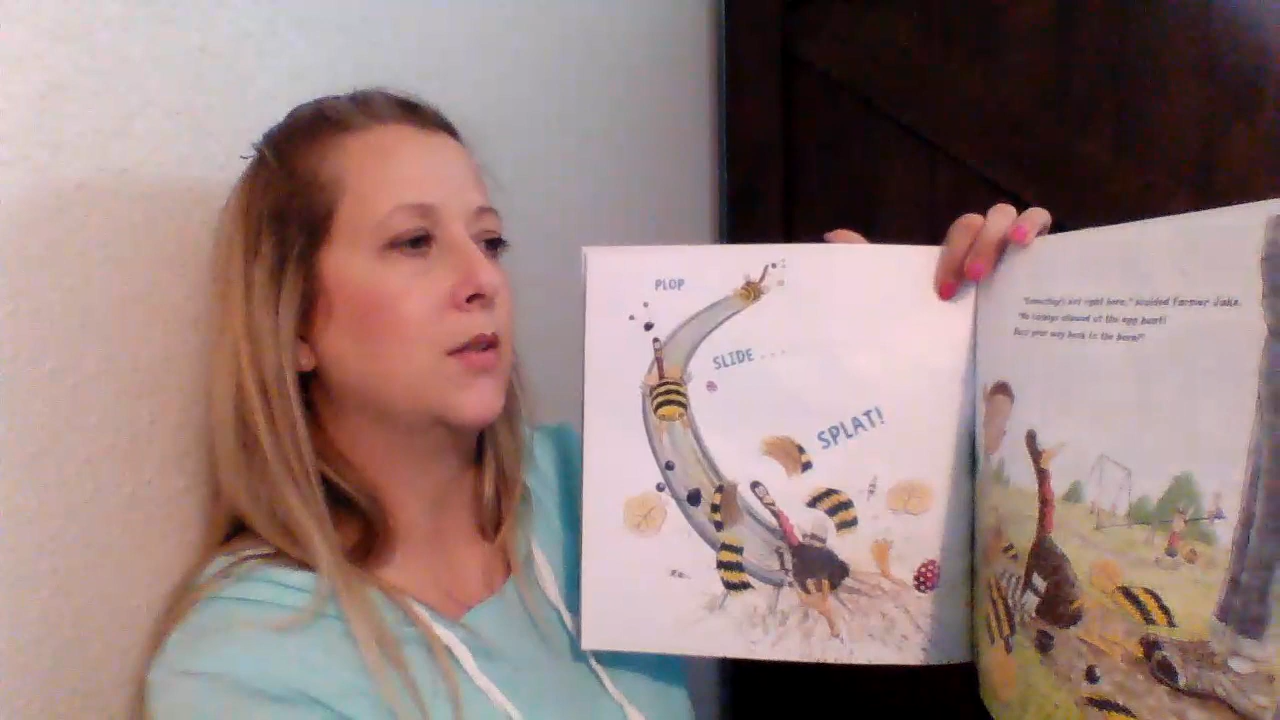 PLOP
SLIDE . . .
SPLAT!
"Something's not right here," scolded Farmer Jake.
"No turkeys allowed at the egg hunt!
Buzz your way back to the barn!"